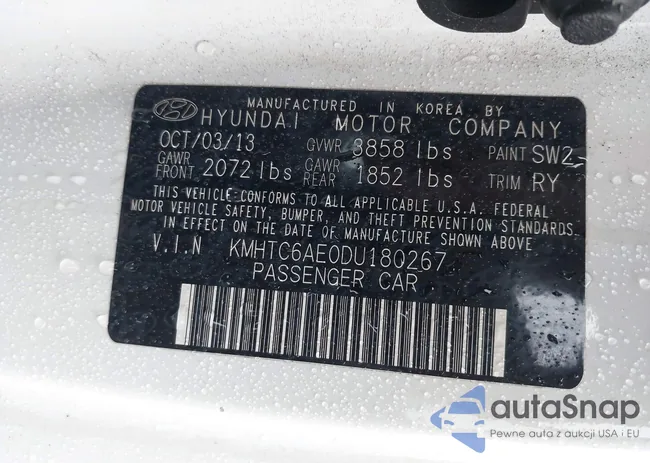 MANUFACTURED IN KOREA BY
HYUNDAI MOTOR COMPANY
OCT/03/13 GVWR 3858 lbs PAINT SW2
GAWR FRONT 2072 lbs GAWR REAR 1852 lbs TRIM RY
THIS VEHICLE CONFORMS TO ALL APPLICABLE U.S.A. FEDERAL
MOTOR VEHICLE SAFETY, BUMPER, AND THEFT PREVENTION STANDARDS
IN EFFECT ON THE DATE OF MANUFACTURE SHOWN ABOVE.
V.I.N KMHTC6AE0DU180267
PASSENGER CAR
autoSnap
Pewne auta z aukcji USA i EU